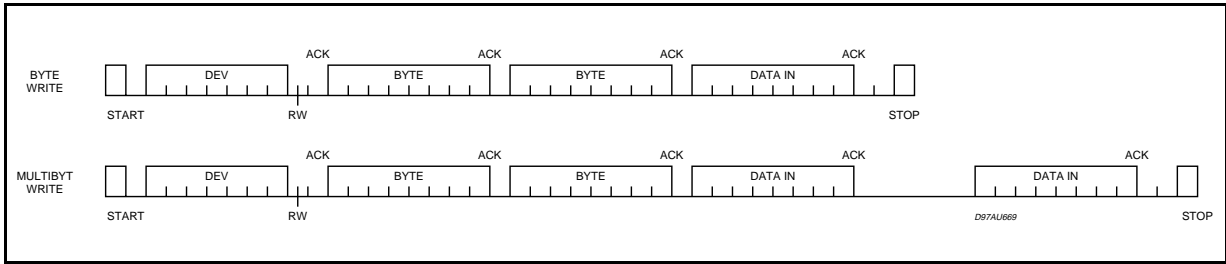 ACK ACK ACK ACK
BYTE
WRITE
DEV BYTE BYTE DATA IN
START RW STOP
ACK ACK ACK ACK ACK
MULTIBYT
WRITE
DEV BYTE BYTE DATA IN DATA IN
START RW D97AU669 STOP